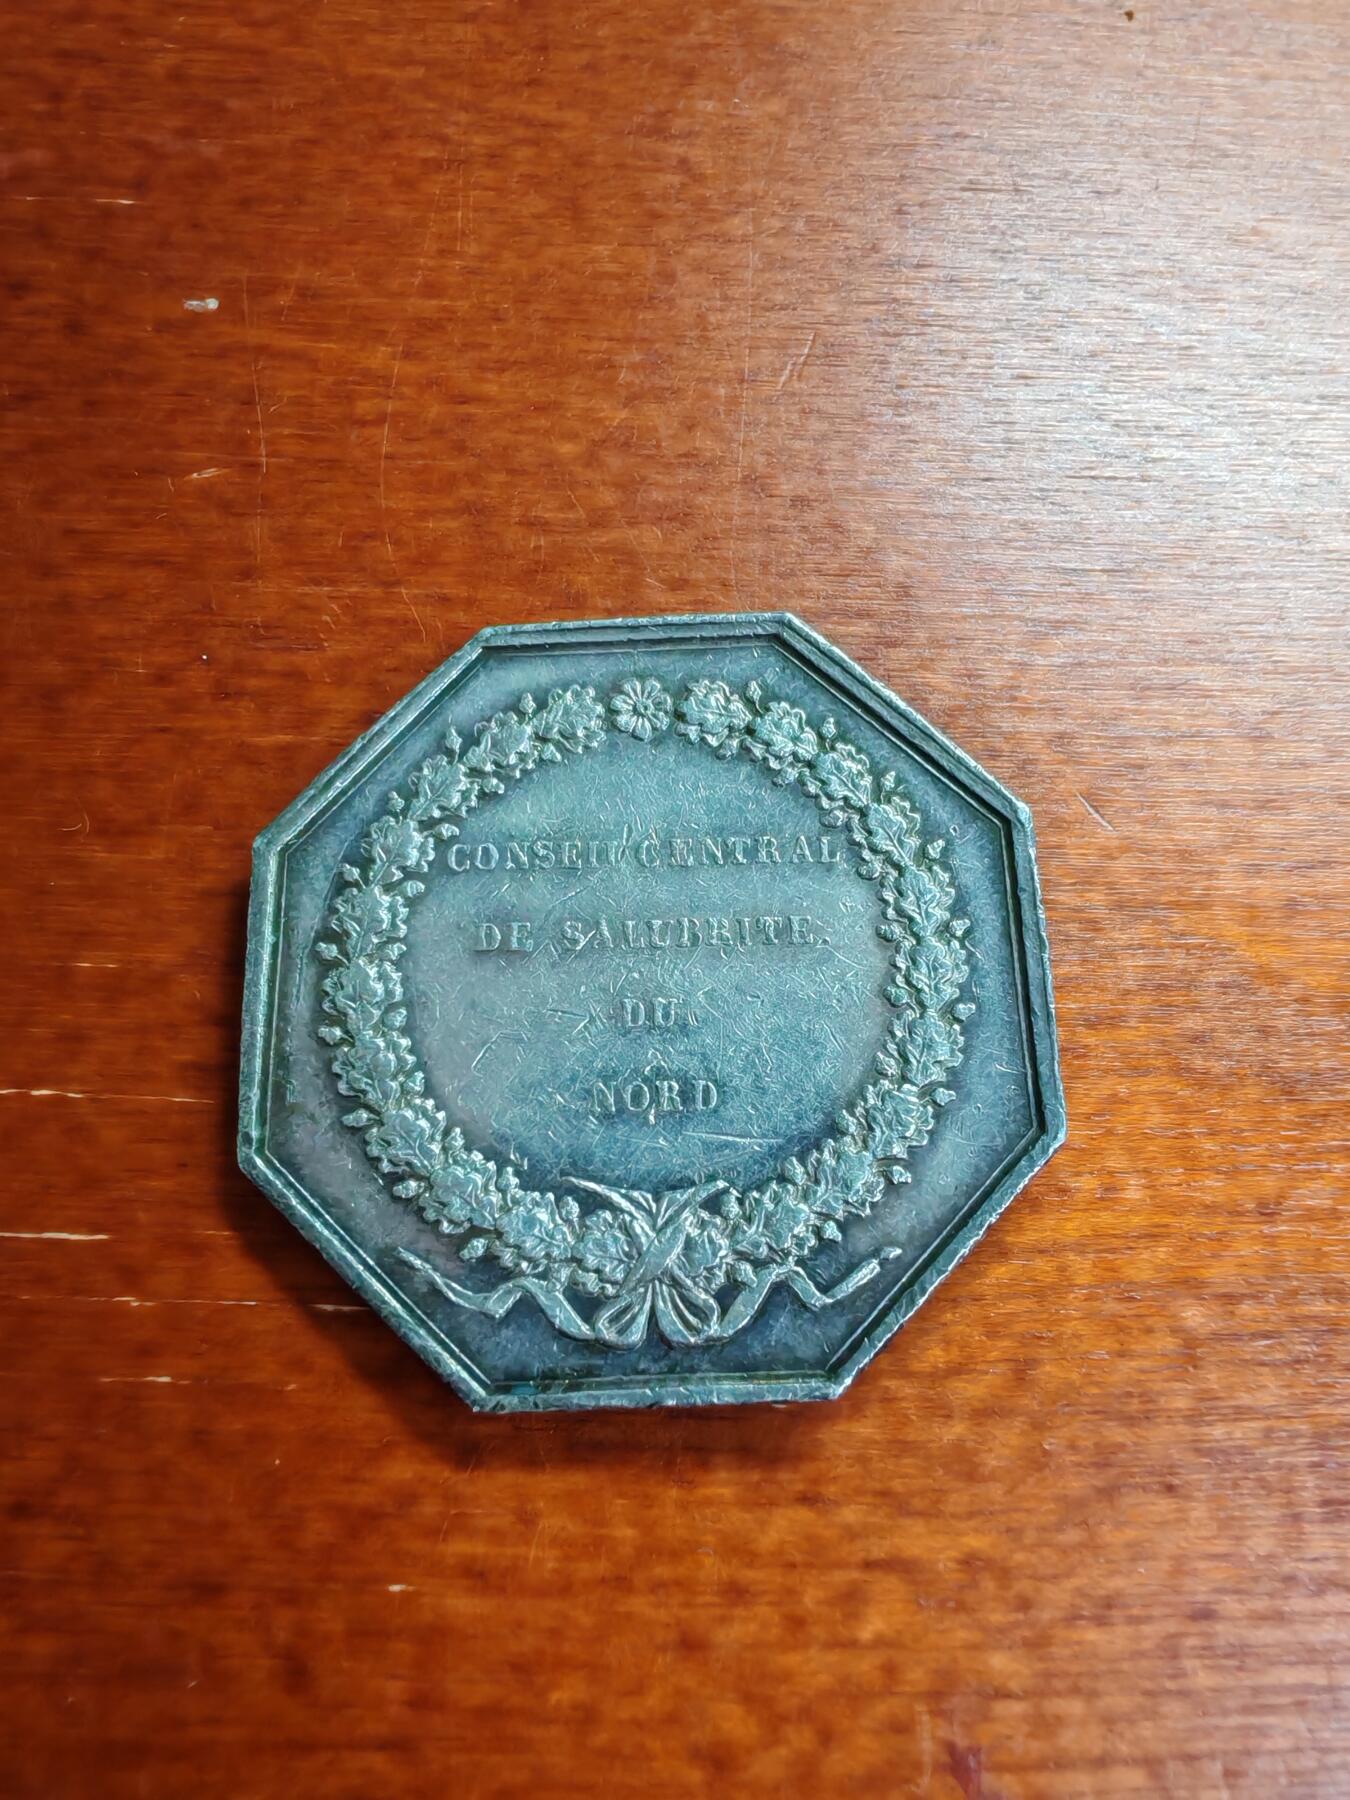 CONSEIL CENTRAL
DE SALUBRITE,
DU
NORD